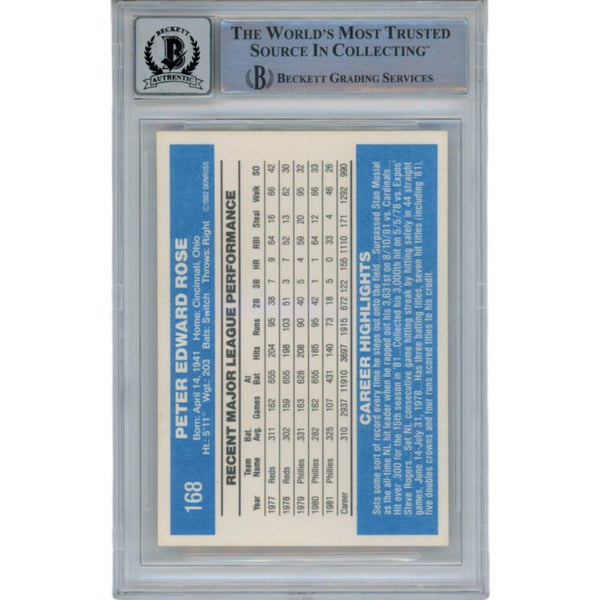 BECKETT
B
AUTHENTIC
THE WORLD'S MOST TRUSTED
SOURCE IN COLLECTING™
B BECKETT GRADING SERVICES
168
PETER EDWARD ROSE
© 1982 DONRUSS
Born: April 14, 1941 Home: Cincinnati, Ohio
Ht.: 5'11" Wgt.: 203 Bats: Switch Throws: Right
RECENT MAJOR LEAGUE PERFORMANCE
Year Team Name Bat. Avg. Games At Bat Hits Runs 2B 3B HR RBI Steal Walk SO
1977 Reds .311 162 655 204 95 38 7 9 64 16 66 42
1978 Reds .302 159 655 198 103 51 3 7 52 13 62 30
1979 Phillies .331 163 628 208 90 40 5 4 59 20 95 32
1980 Phillies .282 162 655 185 95 42 1 1 64 12 66 33
1981 Phillies .325 107 431 140 73 18 5 0 33 4 46 26
Career .310 2937 11910 3697 1915 672 122 155 1110 171 1292 990
CAREER HIGHLIGHTS
Sets some sort of record every time he steps out onto the field... Surpassed Stan Musial
as the all-time NL hit leader when he rapped out his 3,631st on 8/10/81 vs. Cardinals...
Hit over .300 for the 15th season in '81...Collected his 3,000th hit on 5/5/78 vs. Expos'
Steve Rogers... Set NL consecutive game hitting streak by hitting safely in 44 straight
games, June 14-July 31, 1978... Has three batting titles, seven hit titles (including '81),
five doubles crowns and four runs scored titles to his credit.